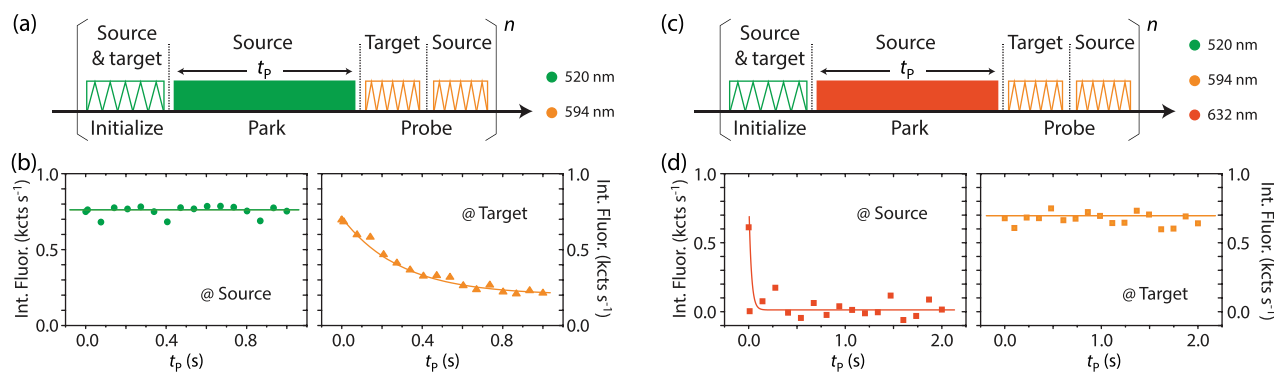 (a)
Source
& target
Source
t_P
Target
Source
n
520 nm
594 nm
Initialize
Park
Probe
(c)
Source
& target
Source
t_P
Target
Source
n
520 nm
594 nm
632 nm
Initialize
Park
Probe
(b)
Int. Fluor. (kcts s⁻¹)
1.0
0.5
0.0
@ Source
0.0
0.4
0.8
t_P (s)
@ Target
0.0
0.4
0.8
t_P (s)
1.0
0.5
0.0
Int. Fluor. (kcts s⁻¹)
(d)
Int. Fluor. (kcts s⁻¹)
1.0
0.5
0.0
@ Source
0.0
1.0
2.0
t_P (s)
@ Target
0.0
1.0
2.0
t_P (s)
1.0
0.5
0.0
Int. Fluor. (kcts s⁻¹)